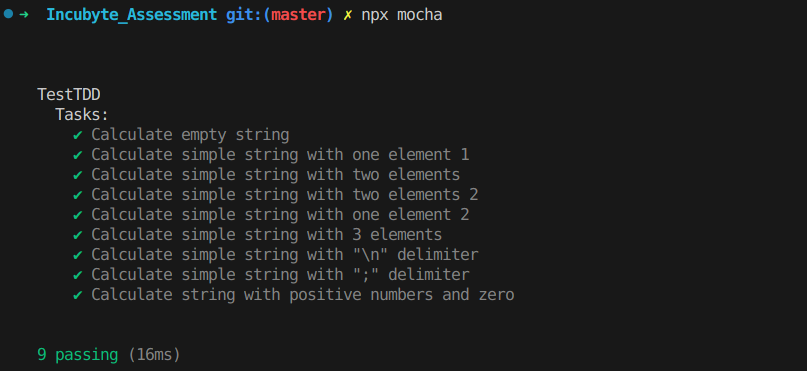 ➜ Incubyte_Assessment git:(master) ✗ npx mocha
TestTDD
Tasks:
✔ Calculate empty string
✔ Calculate simple string with one element 1
✔ Calculate simple string with two elements
✔ Calculate simple string with two elements 2
✔ Calculate simple string with one element 2
✔ Calculate simple string with 3 elements
✔ Calculate simple string with "\n" delimiter
✔ Calculate simple string with ";" delimiter
✔ Calculate string with positive numbers and zero
9 passing (16ms)